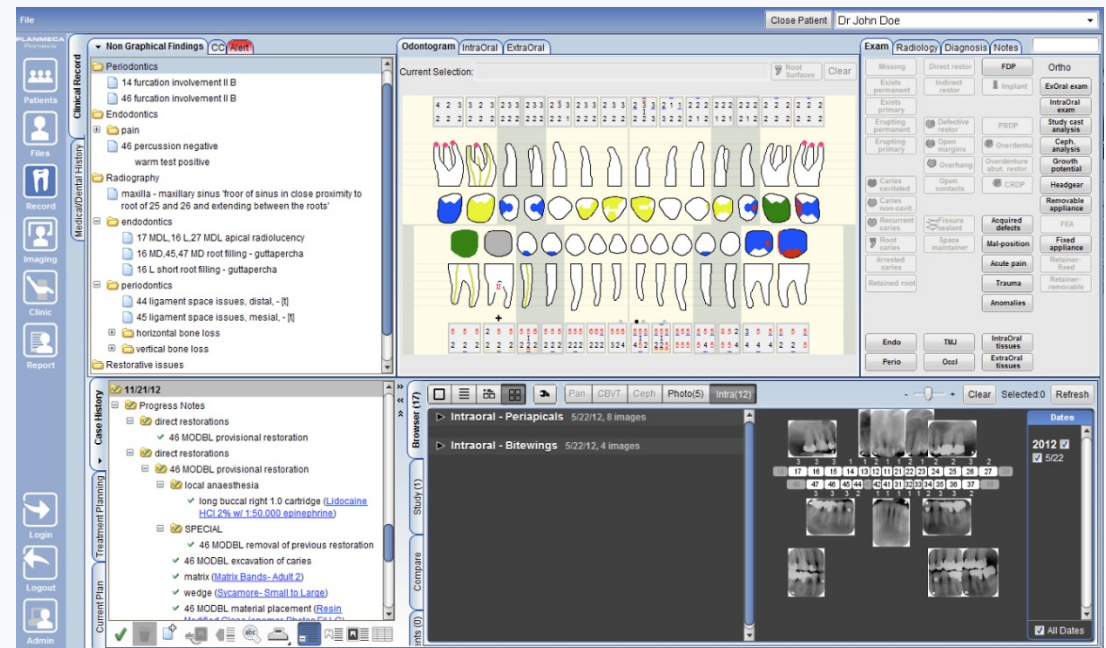 File
Close Patient
Dr John Doe
PLANMECA
Patients
Files
Record
Imaging
Clinic
Report
Login
Logout
Admin
Clinical Record
Medical/Dental History
Non Graphical Findings
CC
Alert
Periodontics
14 furcation involvement II B
46 furcation involvement II B
Endodontics
pain
46 percussion negative
warm test positive
Radiography
maxilla - maxillary sinus 'froor of sinus in close proximity to
root of 25 and 26 and extending between the roots'
endodontics
17 MDL,16 L,27 MDL apical radiolucency
16 MD,45,47 MD root filling - guttapercha
16 L short root filling - guttapercha
periodontics
44 ligament space issues, distal, - [t]
45 ligament space issues, mesial, - [t]
horizontal bone loss
vertical bone loss
Restorative issues
Odontogram
IntraOral
ExtraOral
Current Selection:
Root
Surfaces
Clear
Exam
Radiology
Diagnosis
Notes
Missing
Direct restor
FDP
Ortho
Exists
permanent
Indirect
restor
Implant
ExOral exam
Exists
primary
IntraOral
exam
Erupting
permanent
Defective
restor
PRDP
Study cast
analysis
Erupting
primary
Open
margins
Overdentu
Ceph.
analysis
Overhang
Overdenture
abut. restor.
Growth
potential
Caries
cavitated
Open
contacts
CRDP
Headgear
Caries
non-cavit.
Removable
appliance
Recurrent
caries
Fissure
sealant
Acquired
defects
FEA
Root
caries
Space
maintainer
Mal-position
Fixed
appliance
Arrested
caries
Acute pain
Retainer-
fixed
Retained root
Trauma
Retainer-
removable
Anomalies
Endo
TMJ
IntraOral
tissues
Perio
Occl
ExtraOral
tissues
Case History
Treatment Planning
Current Plan
11/21/12
Progress Notes
direct restorations
46 MODBL provisional restoration
direct restorations
46 MODBL provisional restoration
local anaesthesia
long buccal right 1.0 cartridge (Lidocaine
HCl 2% w/ 1:50.000 epinephrine)
SPECIAL
46 MODBL removal of previous restoration
46 MODBL excavation of caries
matrix (Matrix Bands- Adult 2)
wedge (Sycamore- Small to Large)
46 MODBL material placement (Resin
abc
Browser (17)
Study (1)
Compare
Pan
CBVT
Ceph
Photo(5)
Intra(12)
Clear
Selected:0
Refresh
Intraoral - Periapicals 5/22/12, 8 images
Intraoral - Bitewings 5/22/12, 4 images
17 16 15 14 13 12 11 21 22 23 24 25 26 27
47 46 45 44 42 41 31 32 33 34 35 36 37
Dates
2012
5/22
All Dates